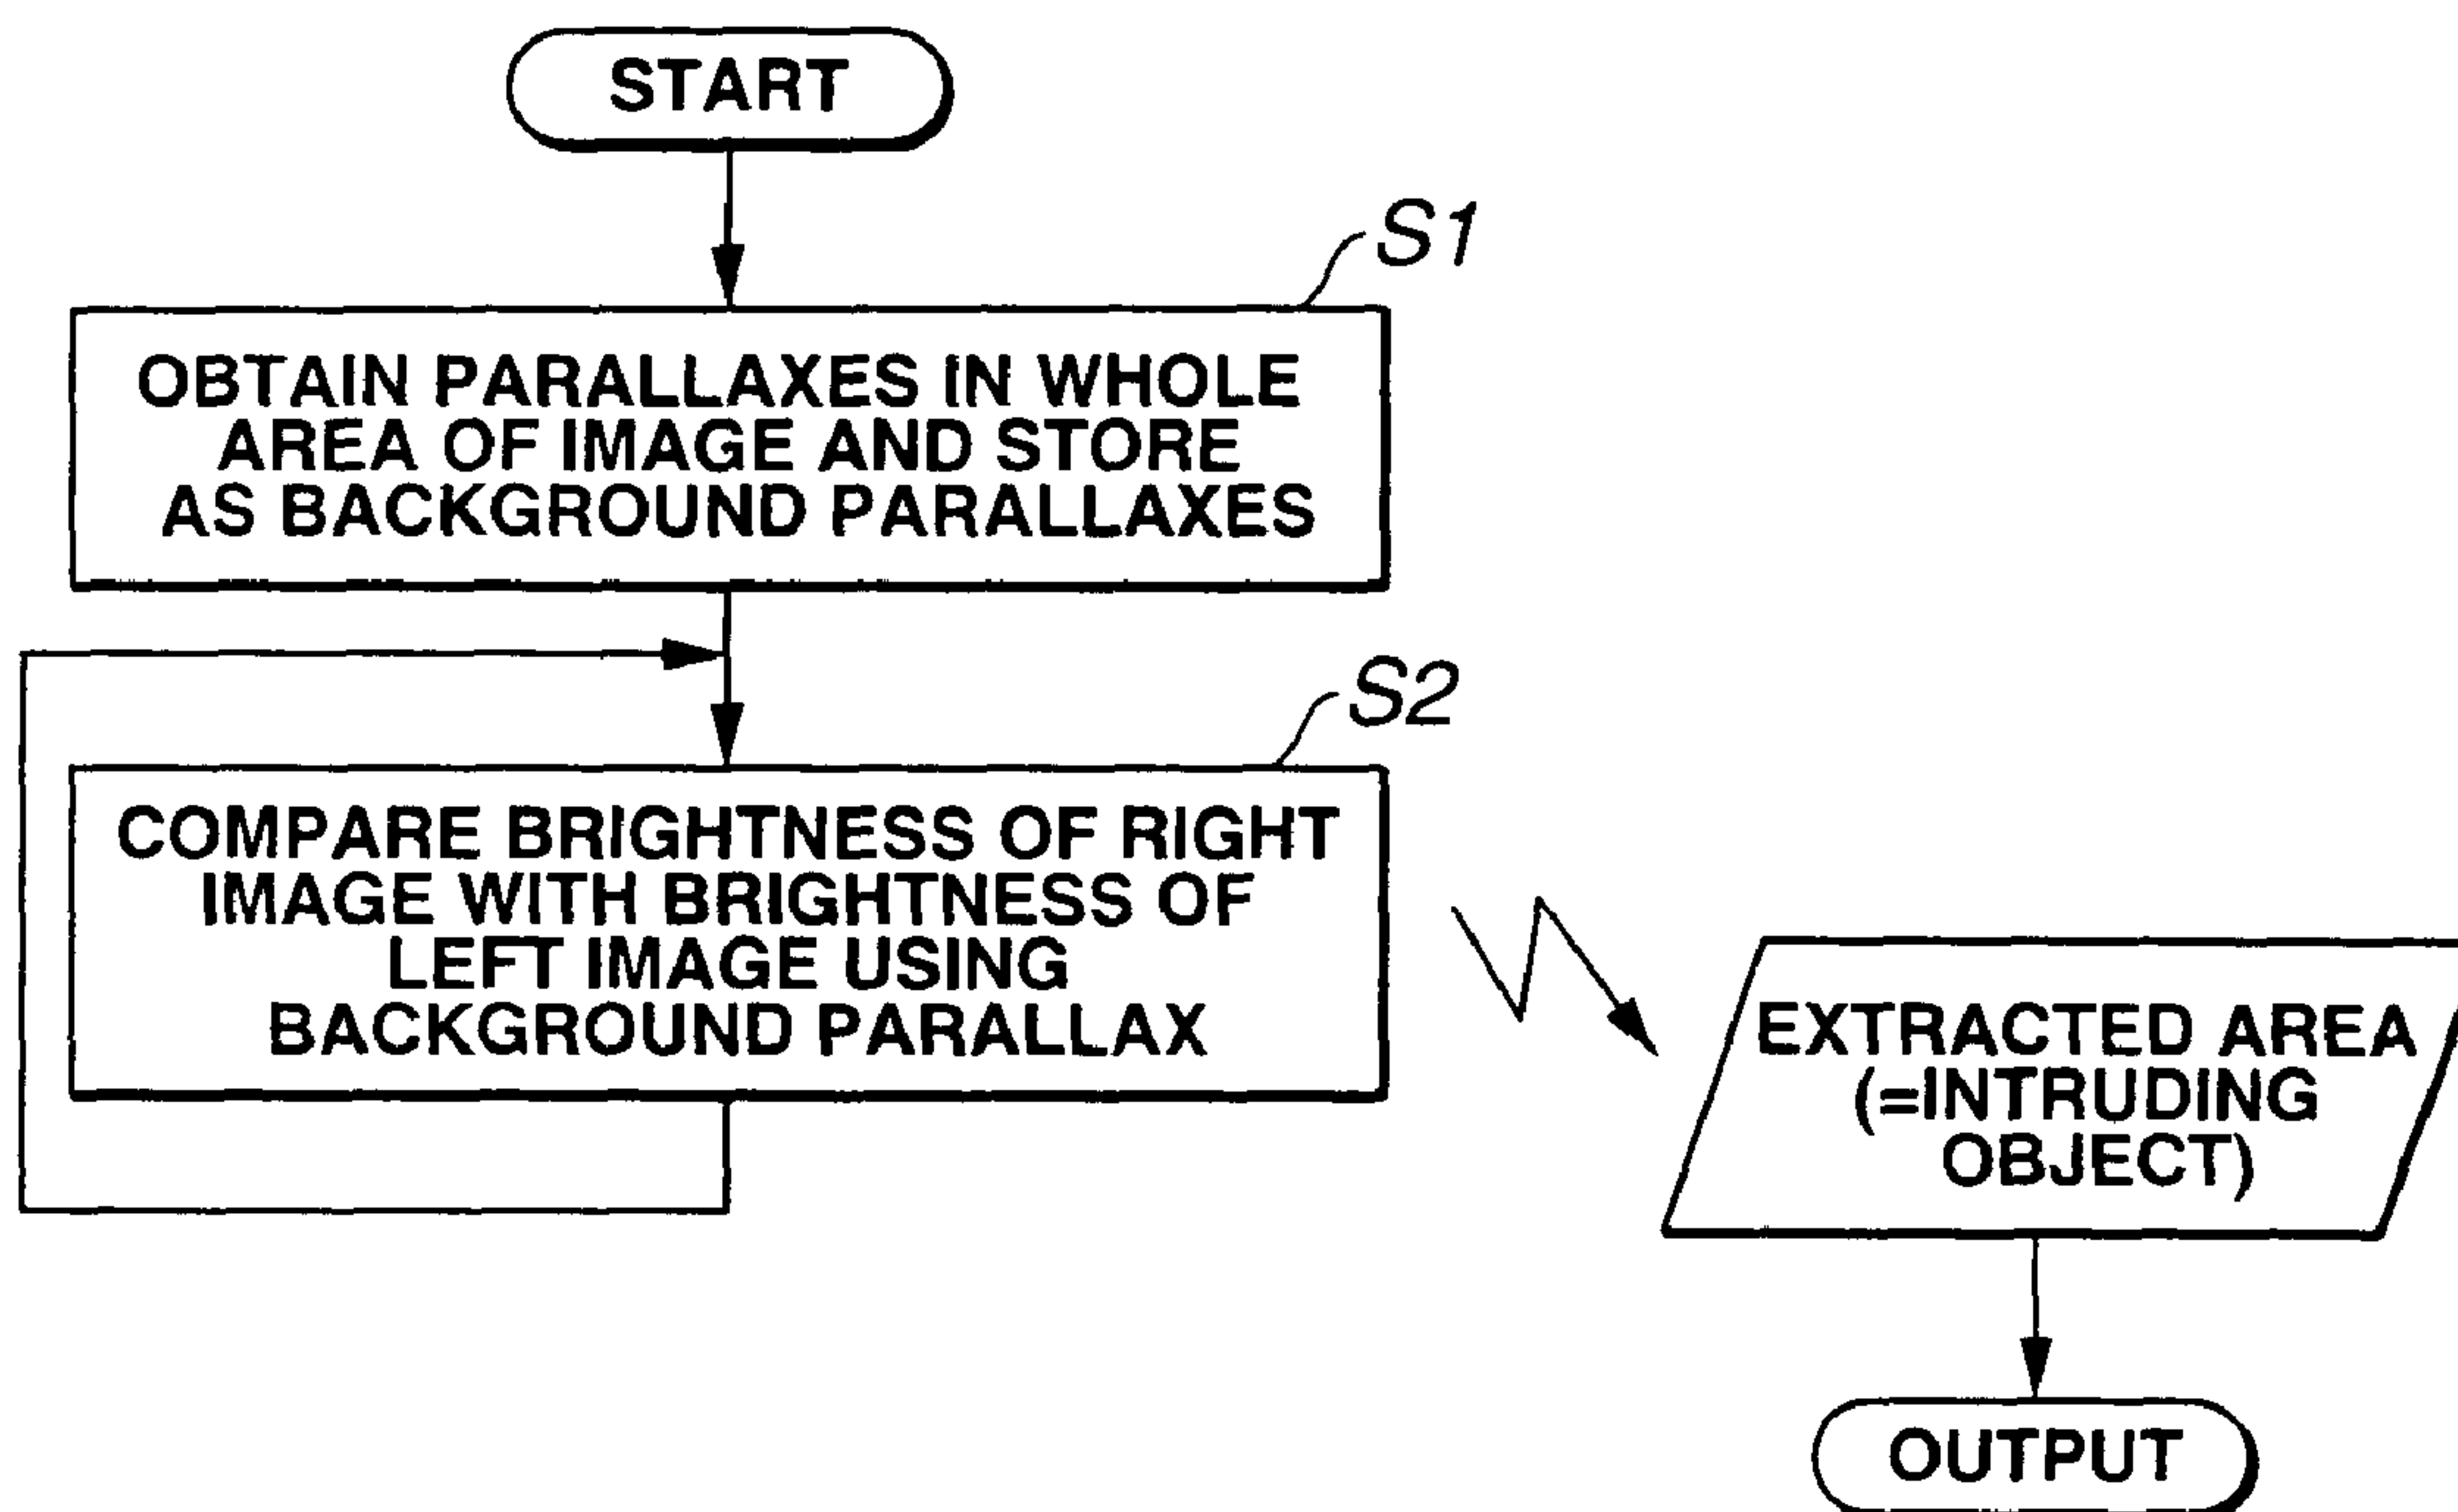 START
S1
OBTAIN PARALLAXES IN WHOLE
AREA OF IMAGE AND STORE
AS BACKGROUND PARALLAXES
S2
COMPARE BRIGHTNESS OF RIGHT
IMAGE WITH BRIGHTNESS OF
LEFT IMAGE USING
BACKGROUND PARALLAX
EXTRACTED AREA
(=INTRUDING
OBJECT)
OUTPUT